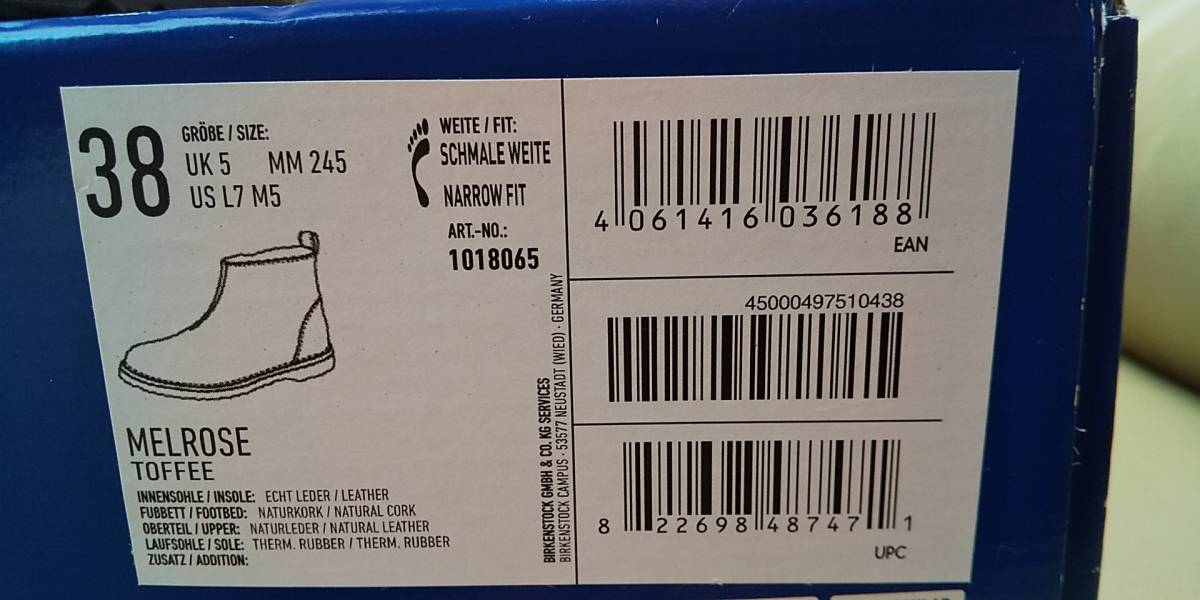 38
GRÖBE / SIZE:
UK 5 MM 245
US L7 M5
WEITE / FIT:
SCHMALE WEITE
NARROW FIT
ART.-NO.:
1018065
MELROSE
TOFFEE
INNENSOHLE / INSOLE: ECHT LEDER / LEATHER
FUBBETT / FOOTBED: NATURKORK / NATURAL CORK
OBERTEIL / UPPER: NATURLEDER / NATURAL LEATHER
LAUFSOHLE / SOLE: THERM. RUBBER / THERM. RUBBER
ZUSATZ / ADDITION:
BIRKENSTOCK GMBH & CO. KG SERVICES
BIRKENSTOCK CAMPUS · 53577 NEUSTADT (WIED) · GERMANY
4 061416 036188
EAN
45000497510438
8 22698 48747 1
UPC